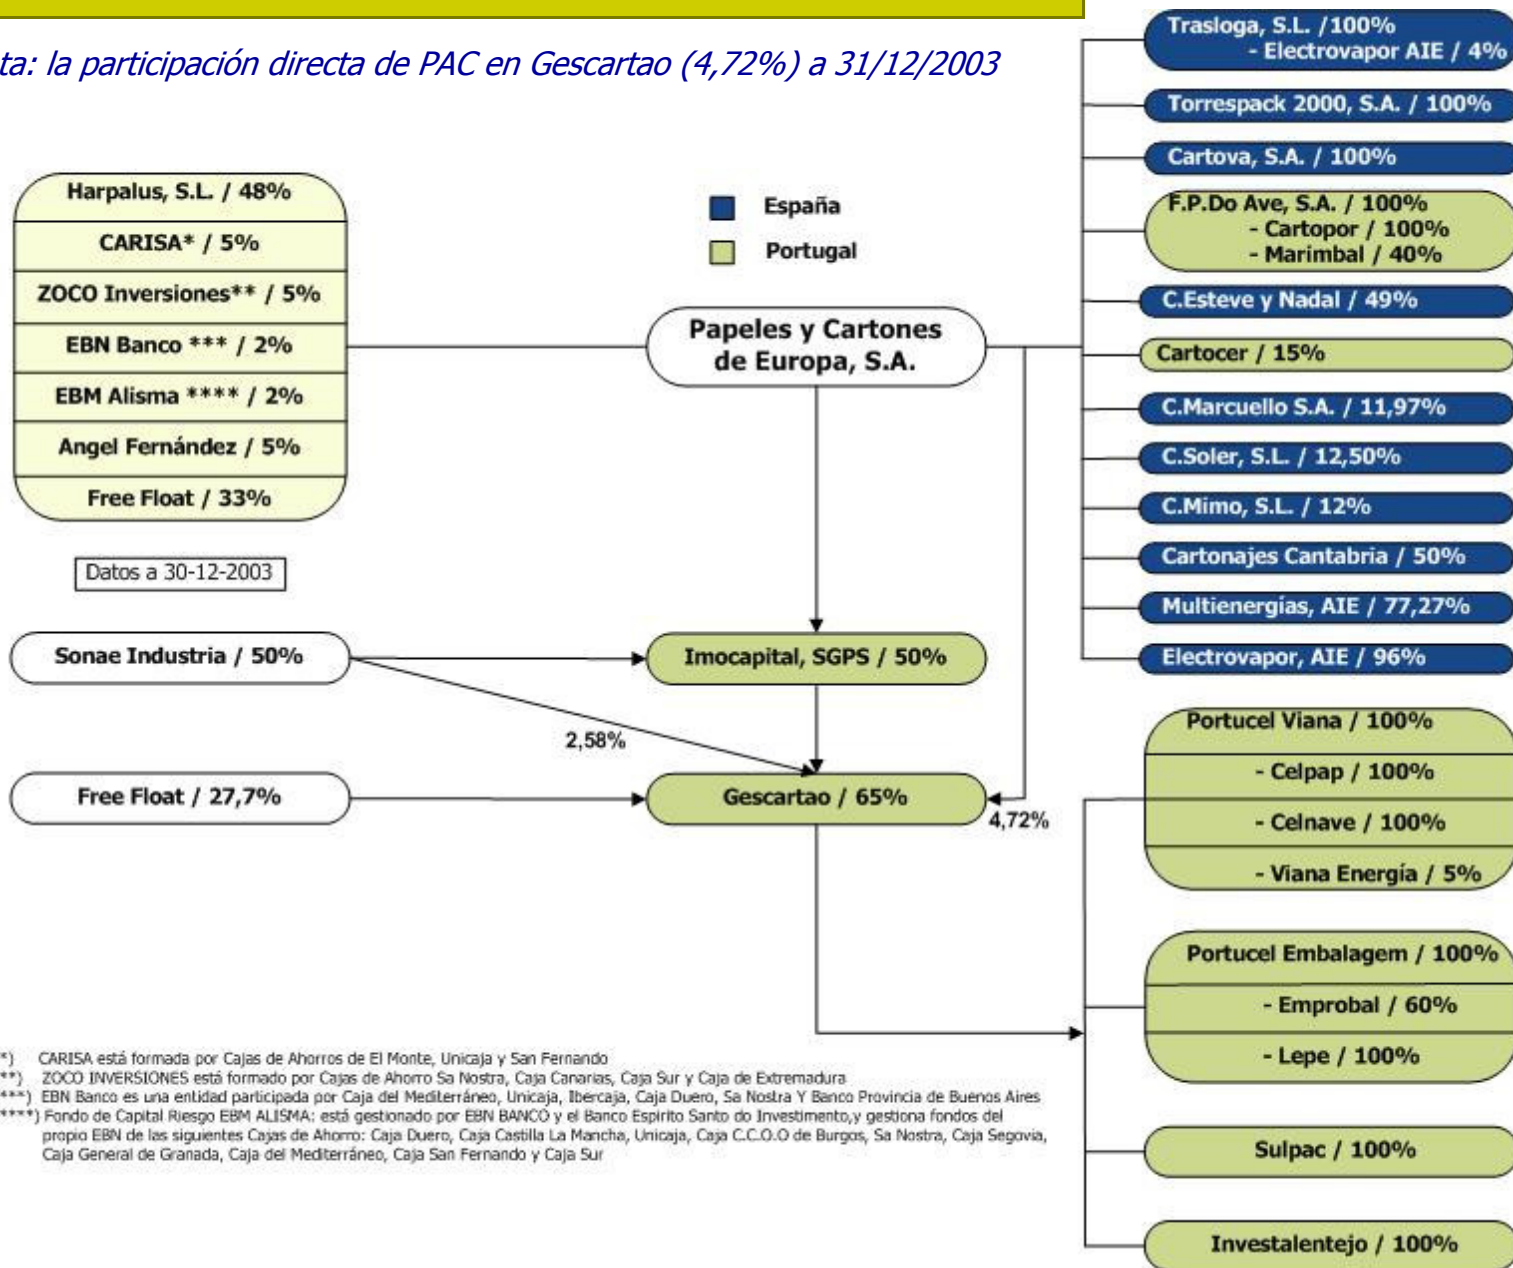 ta: la participación directa de PAC en Gescartao (4,72%) a 31/12/2003
Harpalus, S.L. / 48%
CARISA* / 5%
ZOCO Inversiones** / 5%
EBN Banco *** / 2%
EBM Alisma **** / 2%
Angel Fernández / 5%
Free Float / 33%
Datos a 30-12-2003
España
Portugal
Papeles y Cartones
de Europa, S.A.
Sonae Industria / 50%
Imocapital, SGPS / 50%
2,58%
Free Float / 27,7%
Gescartao / 65%
4,72%
Trasloga, S.L. /100%
- Electrovapor AIE / 4%
Torrespack 2000, S.A. / 100%
Cartova, S.A. / 100%
F.P.Do Ave, S.A. / 100%
- Cartopor / 100%
- Marimbal / 40%
C.Esteve y Nadal / 49%
Cartocer / 15%
C.Marcuello S.A. / 11,97%
C.Soler, S.L. / 12,50%
C.Mimo, S.L. / 12%
Cartonajes Cantabria / 50%
Multienergías, AIE / 77,27%
Electrovapor, AIE / 96%
Portucel Viana / 100%
- Celpap / 100%
- Celnave / 100%
- Viana Energía / 5%
Portucel Embalagem / 100%
- Emprobal / 60%
- Lepe / 100%
Sulpac / 100%
Investalentejo / 100%
*) CARISA está formada por Cajas de Ahorros de El Monte, Unicaja y San Fernando
**) ZOCO INVERSIONES está formado por Cajas de Ahorro Sa Nostra, Caja Canarias, Caja Sur y Caja de Extremadura
***) EBN Banco es una entidad participada por Caja del Mediterráneo, Unicaja, Ibercaja, Caja Duero, Sa Nostra Y Banco Provincia de Buenos Aires
****) Fondo de Capital Riesgo EBM ALISMA: está gestionado por EBN BANCO y el Banco Espirito Santo do Investimento,y gestiona fondos del
propio EBN de las siguientes Cajas de Ahorro: Caja Duero, Caja Castilla La Mancha, Unicaja, Caja C.C.O.O de Burgos, Sa Nostra, Caja Segovia,
Caja General de Granada, Caja del Mediterráneo, Caja San Fernando y Caja Sur